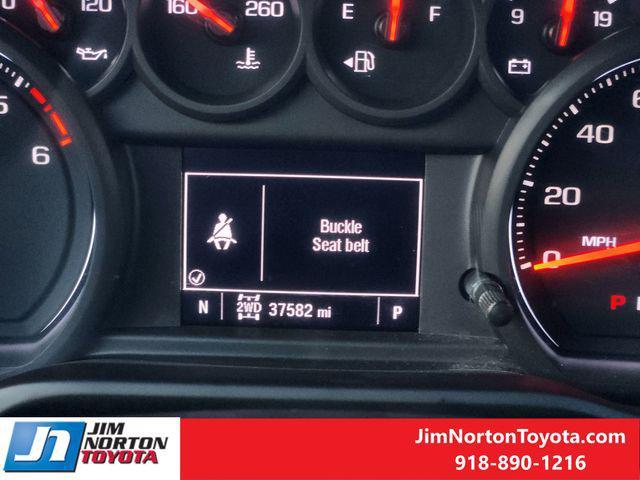 120
160
260
E
F
9
19
5
6
Buckle
Seat belt
N 2WD 37582 mi P
40
20
0
MPH
P
JIM
NORTON
TOYOTA
JimNortonToyota.com
918-890-1216